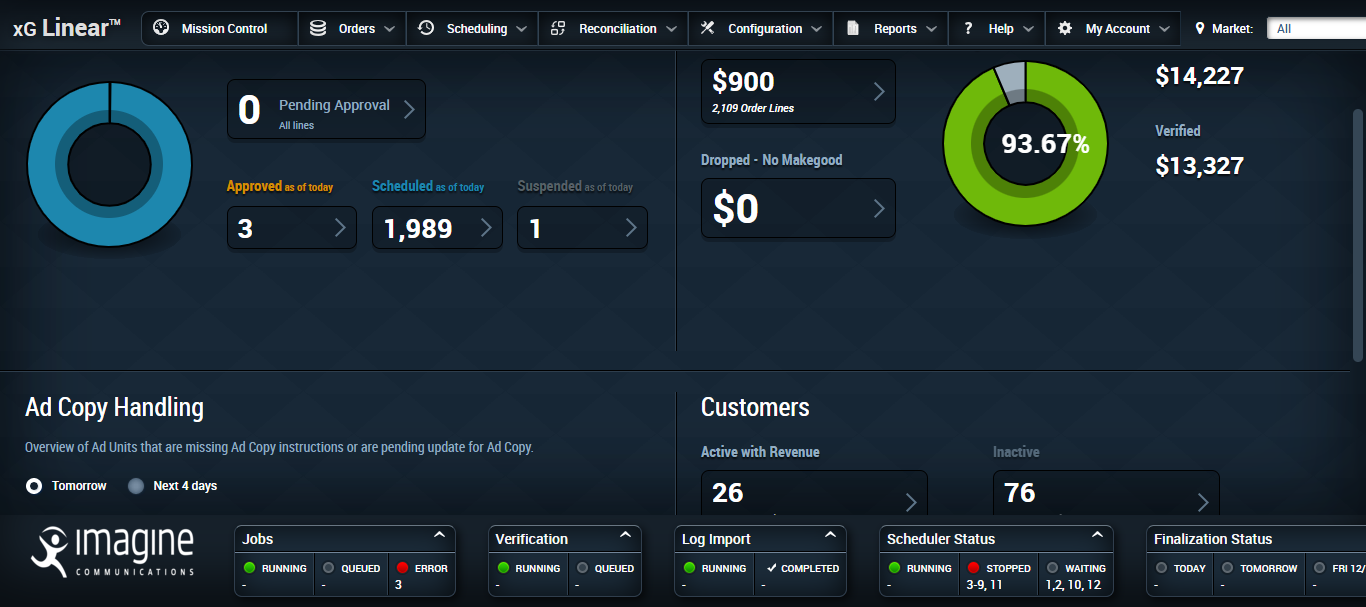 xG Linear™ Mission Control Orders Scheduling Reconciliation Configuration Reports ? Help My Account Market: All
0 Pending Approval
All lines
Approved as of today Scheduled as of today Suspended as of today
3 1,989 1
$900
2,109 Order Lines
Dropped - No Makegood
$0
93.67%
$14,227
Verified
$13,327
Ad Copy Handling
Overview of Ad Units that are missing Ad Copy instructions or are pending update for Ad Copy.
Tomorrow Next 4 days
Customers
Active with Revenue Inactive
26 76
imagine
COMMUNICATIONS
Jobs
RUNNING QUEUED ERROR
- - 3
Verification
RUNNING QUEUED
- -
Log Import
RUNNING COMPLETED
- -
Scheduler Status
RUNNING STOPPED WAITING
- 3-9, 11 1,2, 10, 12
Finalization Status
TODAY TOMORROW FRI 12/
- - -